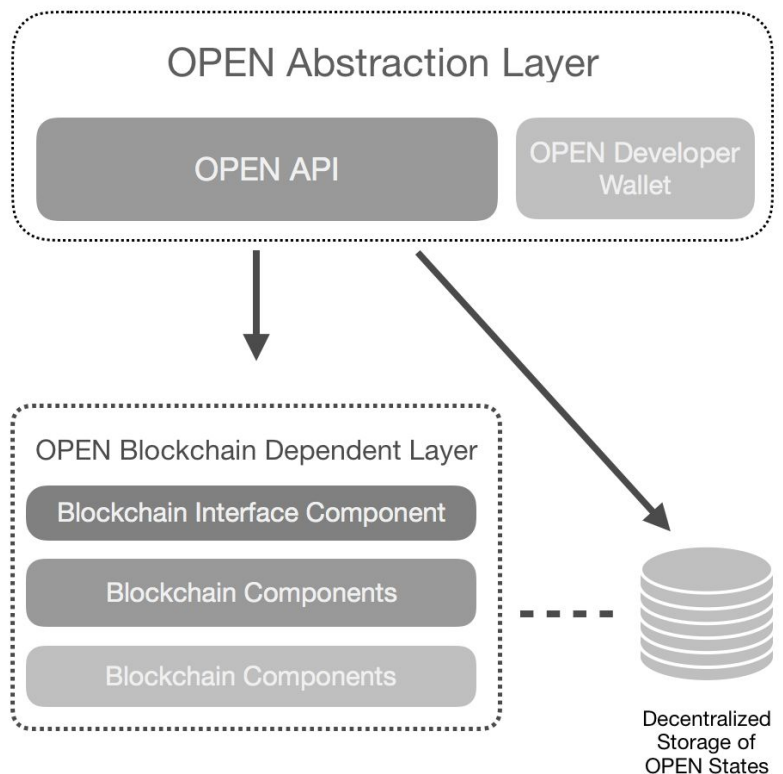 OPEN Abstraction Layer
OPEN API
OPEN Developer
Wallet
OPEN Blockchain Dependent Layer
Blockchain Interface Component
Blockchain Components
Blockchain Components
Decentralized
Storage of
OPEN States